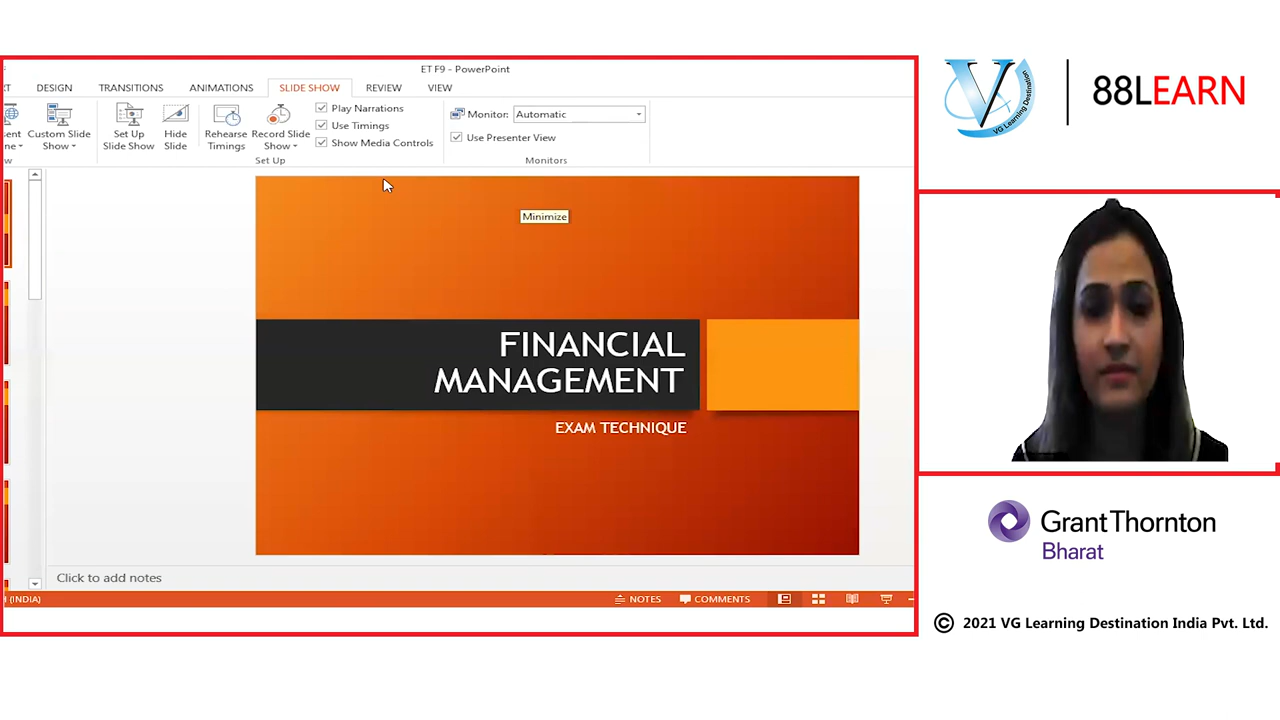 ET F9 - PowerPoint
DESIGN TRANSITIONS ANIMATIONS SLIDE SHOW REVIEW VIEW
Custom Slide Show
Set Up Slide Show
Hide Slide
Rehearse Timings
Record Slide Show
Play Narrations
Use Timings
Show Media Controls
Set Up
Monitor: Automatic
Use Presenter View
Monitors
Minimize
FINANCIAL
MANAGEMENT
EXAM TECHNIQUE
Click to add notes
(INDIA)
NOTES COMMENTS
V
VG Learning Destination
88LEARN
Grant Thornton
Bharat
© 2021 VG Learning Destination India Pvt. Ltd.